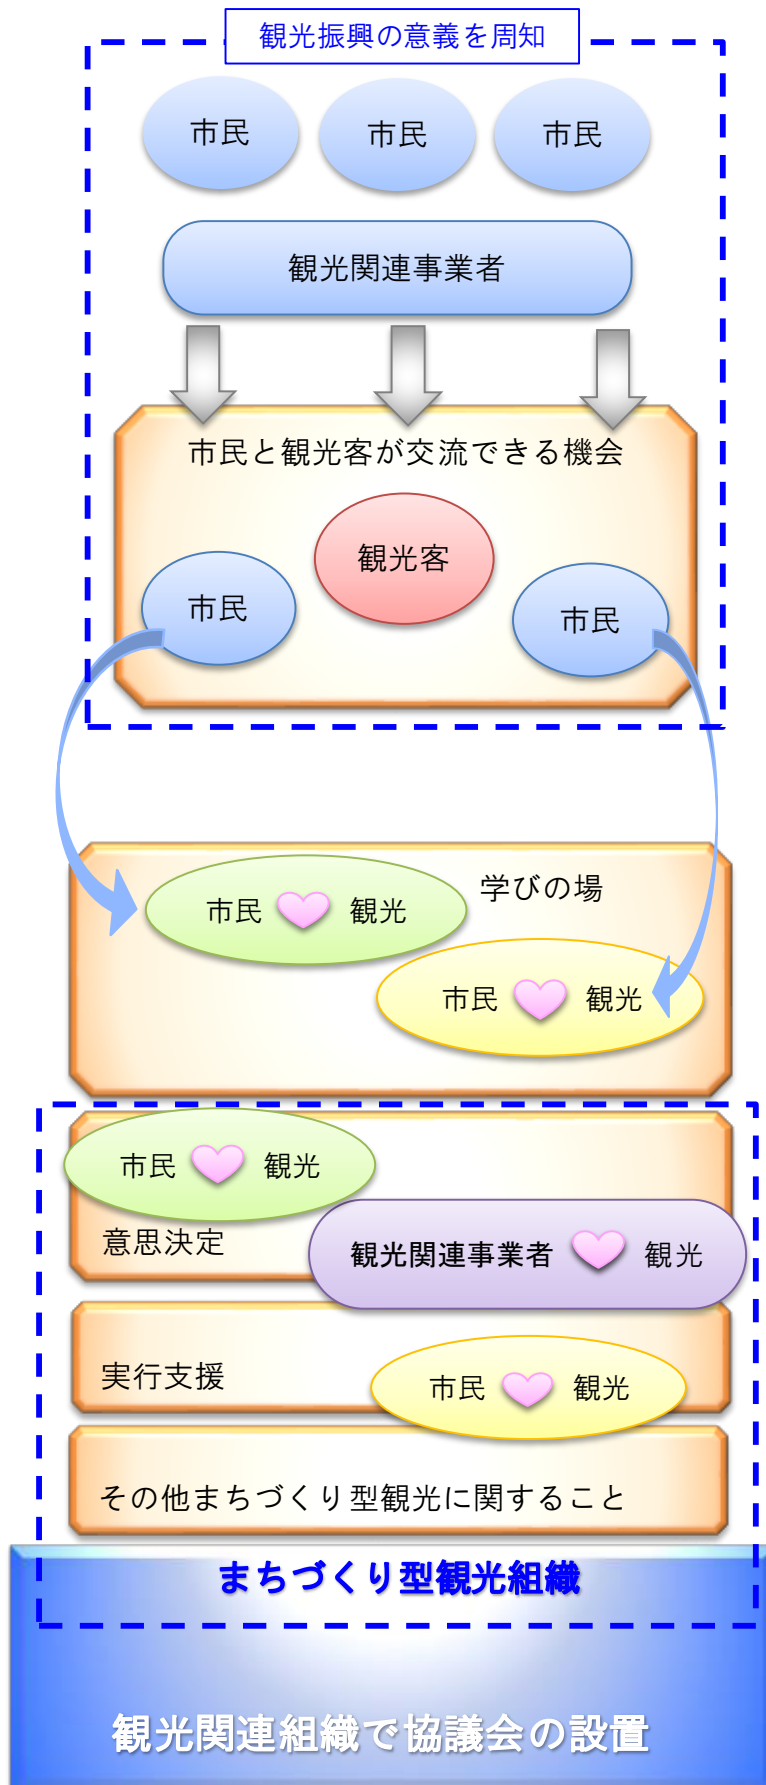 観光振興の意義を周知
市民 市民 市民
観光関連事業者
市民と観光客が交流できる機会
観光客
市民 市民
学びの場
市民 観光
市民 観光
市民 観光
意思決定
観光関連事業者 観光
実行支援
市民 観光
その他まちづくり型観光に関すること
まちづくり型観光組織
観光関連組織で協議会の設置